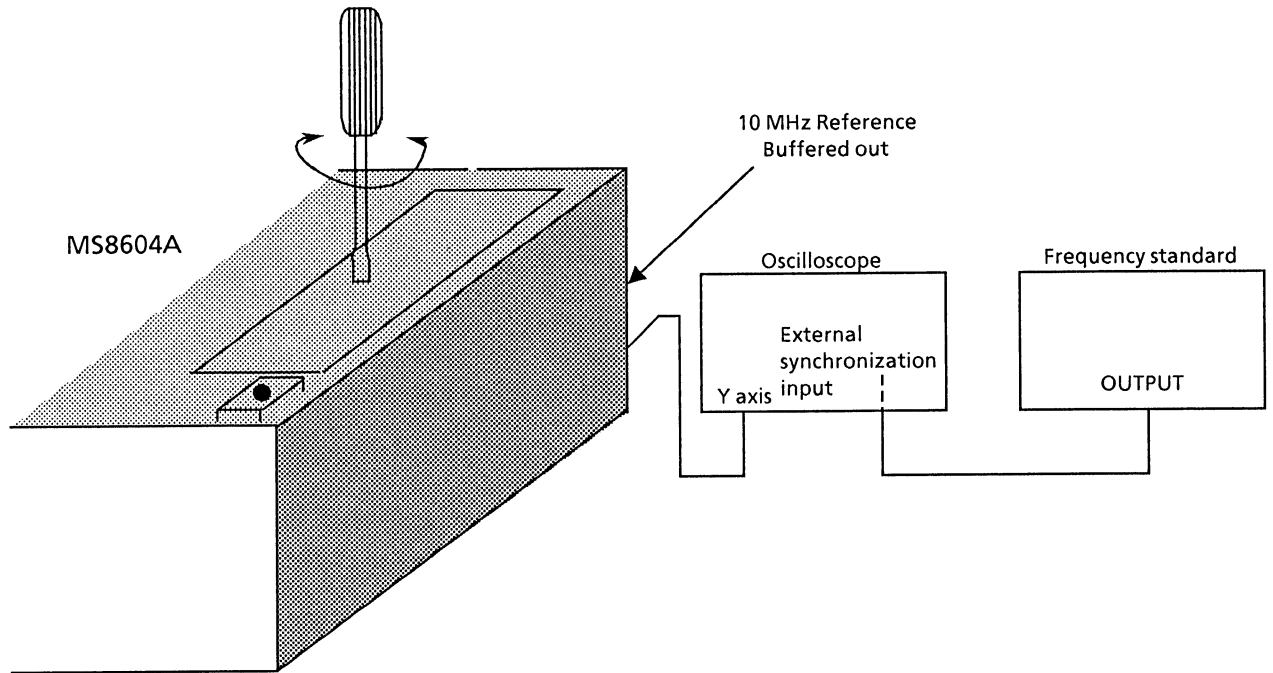 10 MHz Reference
Buffered out
MS8604A
Oscilloscope
External
synchronization
input
Y axis
Frequency standard
OUTPUT